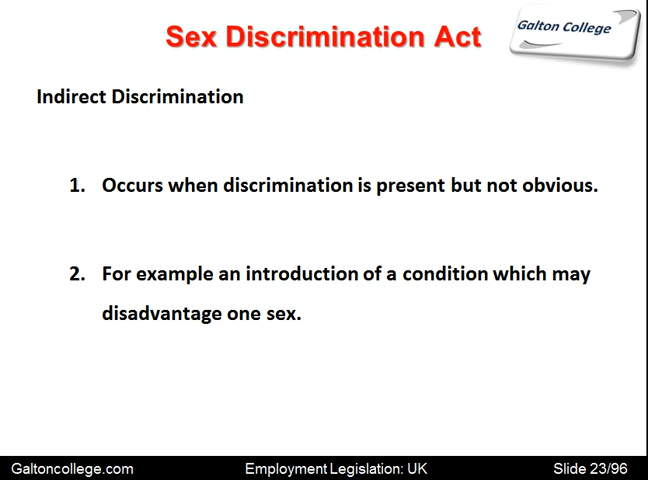 Sex Discrimination Act
Galton College
Indirect Discrimination
1. Occurs when discrimination is present but not obvious.
2. For example an introduction of a condition which may
disadvantage one sex.
Galtoncollege.com Employment Legislation: UK Slide 23/96